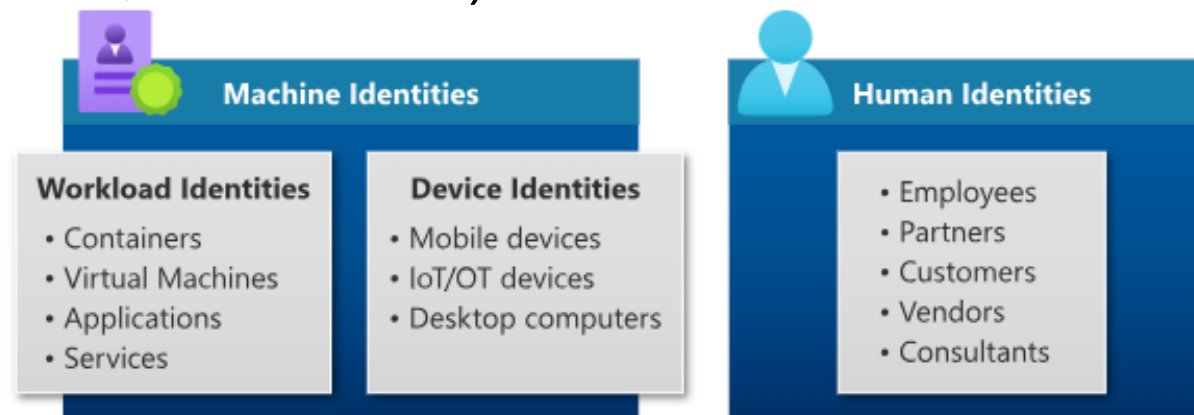 Machine Identities
Workload Identities
• Containers
• Virtual Machines
• Applications
• Services
Device Identities
• Mobile devices
• IoT/OT devices
• Desktop computers
Human Identities
• Employees
• Partners
• Customers
• Vendors
• Consultants